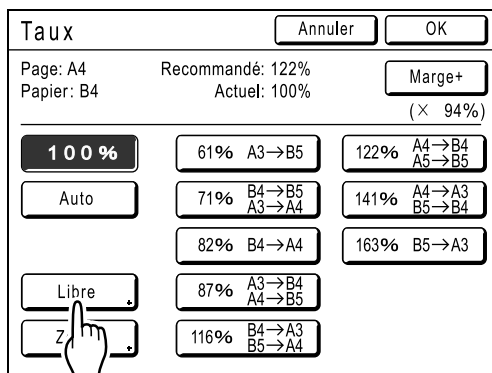 Taux
Annuler
OK
Page: A4
Papier: B4
Recommandé: 122%
Actuel: 100%
Marge+
(× 94%)
100%
Auto
Libre
61% A3→B5
71% B4→B5
A3→A4
82% B4→A4
87% A3→B4
A4→B5
116% B4→A3
B5→A4
122% A4→B4
A5→B5
141% A4→A3
B5→B4
163% B5→A3